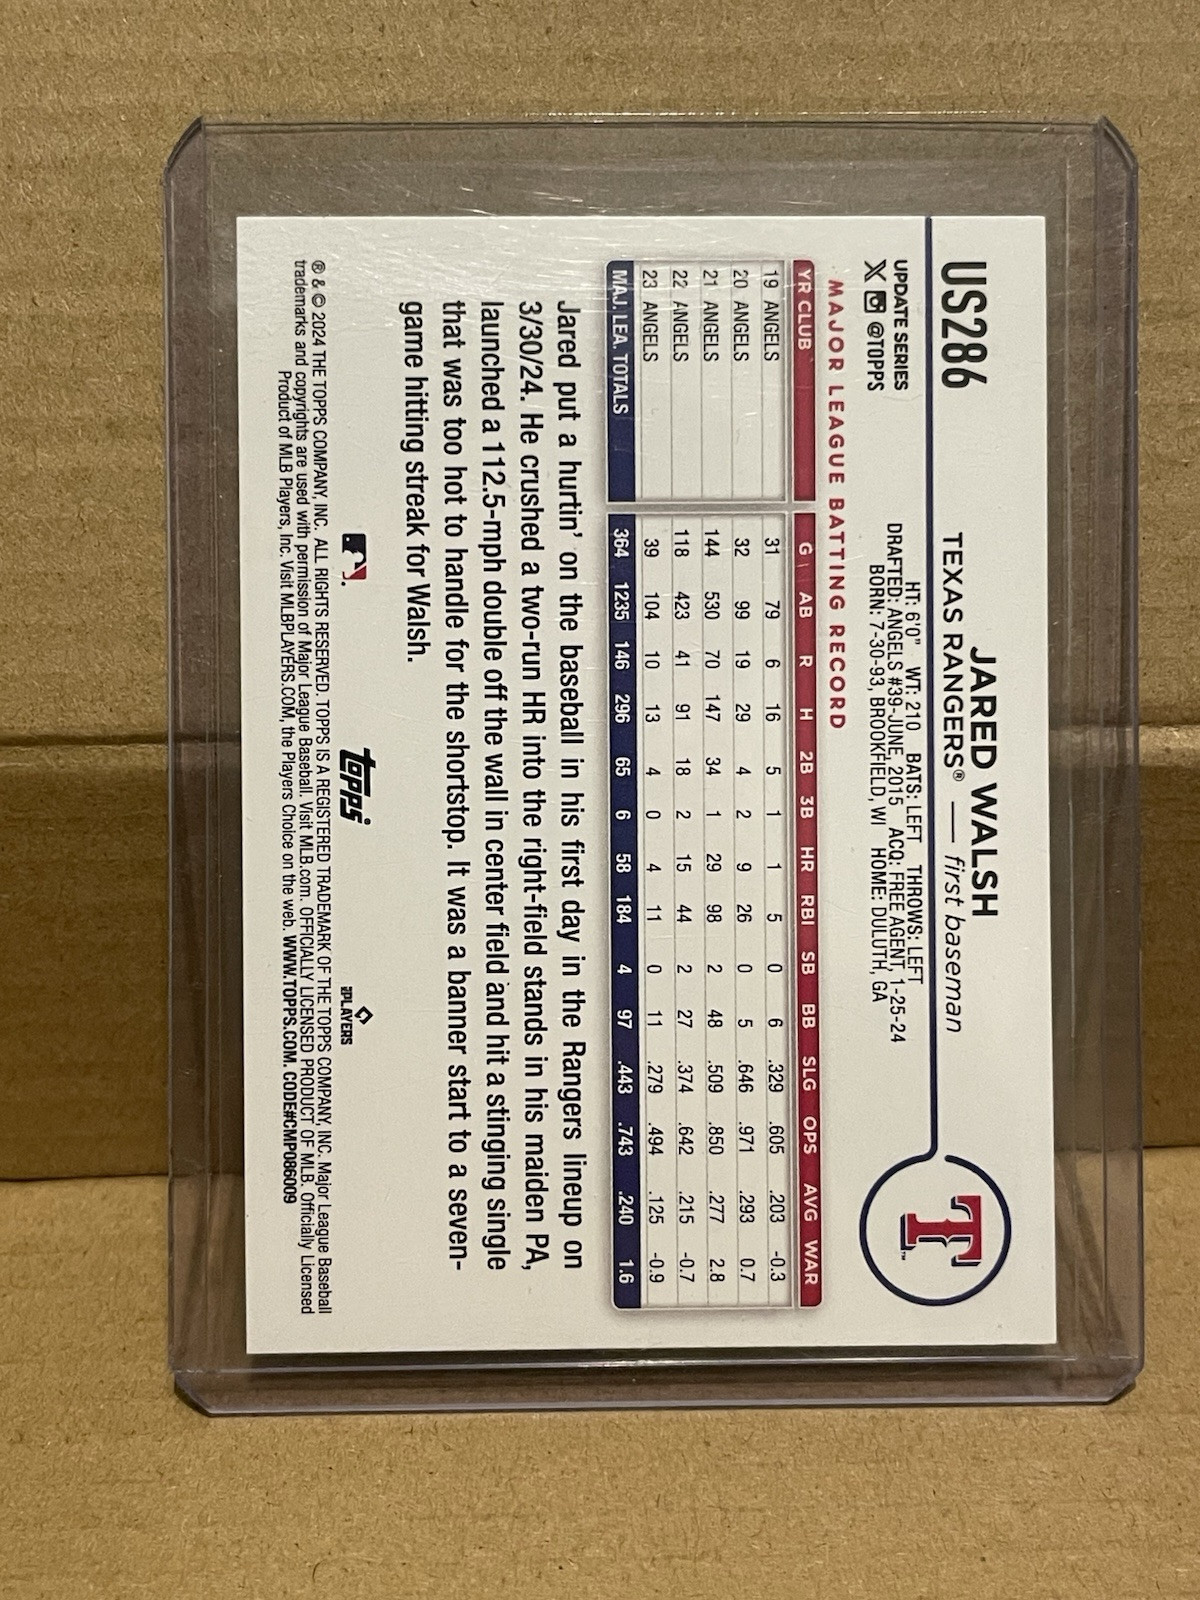 US286
JARED WALSH
TEXAS RANGERS® — first baseman
UPDATE SERIES
X @TOPPS
HT: 6'0" WT: 210 BATS: LEFT THROWS: LEFT
DRAFTED: ANGELS #39-JUNE, 2015 ACQ: FREE AGENT, 1-25-24
BORN: 7-30-93, BROOKFIELD, WI HOME: DULUTH, GA
T
TM
MAJOR LEAGUE BATTING RECORD
YR CLUB G AB R H 2B 3B HR RBI SB BB SLG OPS AVG WAR
19 ANGELS 31 79 6 16 5 1 1 5 0 6 .329 .605 .203 -0.3
20 ANGELS 32 99 19 29 4 2 9 26 0 5 .646 .971 .293 0.7
21 ANGELS 144 530 70 147 34 1 29 98 2 48 .509 .850 .277 2.8
22 ANGELS 118 423 41 91 18 2 15 44 2 27 .374 .642 .215 -0.7
23 ANGELS 39 104 10 13 4 0 4 11 0 11 .279 .494 .125 -0.9
MAJ. LEA. TOTALS 364 1235 146 296 65 6 58 184 4 97 .443 .743 .240 1.6
Jared put a hurtin' on the baseball in his first day in the Rangers lineup on
3/30/24. He crushed a two-run HR into the right-field stands in his maiden PA,
launched a 112.5-mph double off the wall in center field and hit a stinging single
that was too hot to handle for the shortstop. It was a banner start to a seven-
game hitting streak for Walsh.
topps
PLAYERS
® & © 2024 THE TOPPS COMPANY, INC. ALL RIGHTS RESERVED. TOPPS IS A REGISTERED TRADEMARK OF THE TOPPS COMPANY, INC. Major League Baseball
trademarks and copyrights are used with permission of Major League Baseball. Visit MLB.com. OFFICIALLY LICENSED PRODUCT OF MLB. Officially Licensed
Product of MLB Players, Inc. Visit MLBPLAYERS.COM, the Players Choice on the web. WWW.TOPPS.COM. CODE#CMP086009